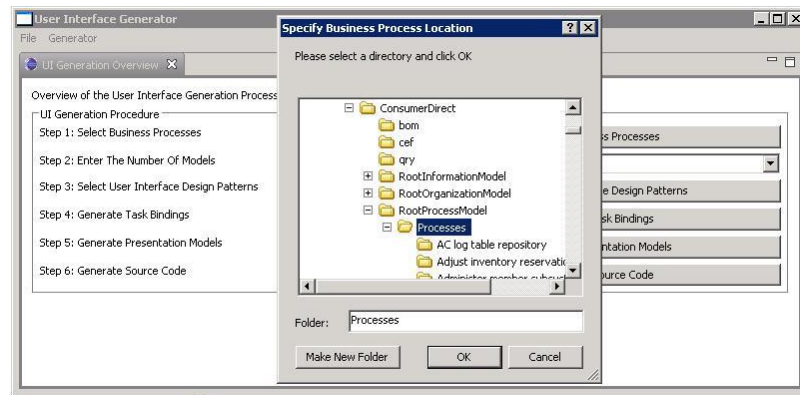 User Interface Generator
File Generator
UI Generation Overview
Overview of the User Interface Generation Process
UI Generation Procedure
Step 1: Select Business Processes
Step 2: Enter The Number Of Models
Step 3: Select User Interface Design Patterns
Step 4: Generate Task Bindings
Step 5: Generate Presentation Models
Step 6: Generate Source Code
Specify Business Process Location
Please select a directory and click OK
ConsumerDirect
bom
cef
qry
RootInformationModel
RootOrganizationModel
RootProcessModel
Processes
AC log table repository
Adjust inventory reservatio
Administer member
Folder: Processes
Make New Folder OK Cancel
ss Processes
e Design Patterns
sk Bindings
ntation Models
ource Code